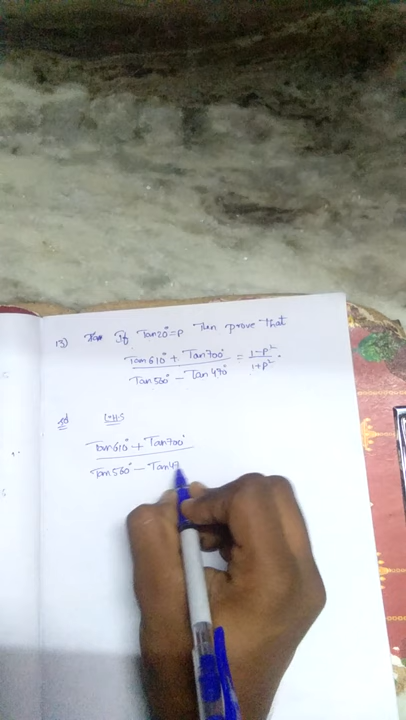 13) If Tan20°=P Then prove that
Tan610° + Tan700° / Tan560° - Tan470° = 1-P² / 1+P² .
Sol L.H.S
Tan610° + Tan700°
Tan560° - Tan47